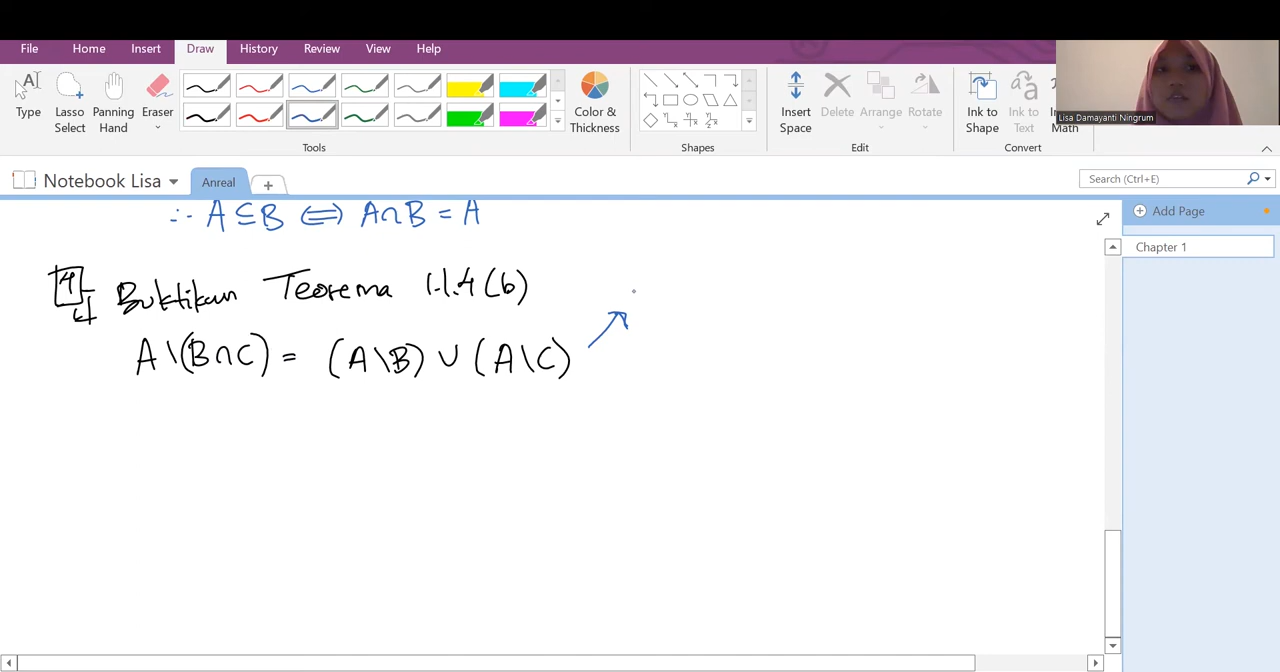 File Home Insert Draw History Review View Help
Type
Lasso Select
Panning Hand
Eraser
Color & Thickness
Insert Space
Delete
Arrange
Rotate
Ink to Shape
Ink to Text
Math
Lisa Damayanti Ningrum
Tools
Shapes
Edit
Convert
Notebook Lisa
Anreal
Search (Ctrl+E)
Add Page
Chapter 1
∴ A ⊆ B ⟺ A ∩ B = A
4 Buktikan Teorema 1.1.4 (b)
A \ (B ∩ C) = (A \ B) ∪ (A \ C)